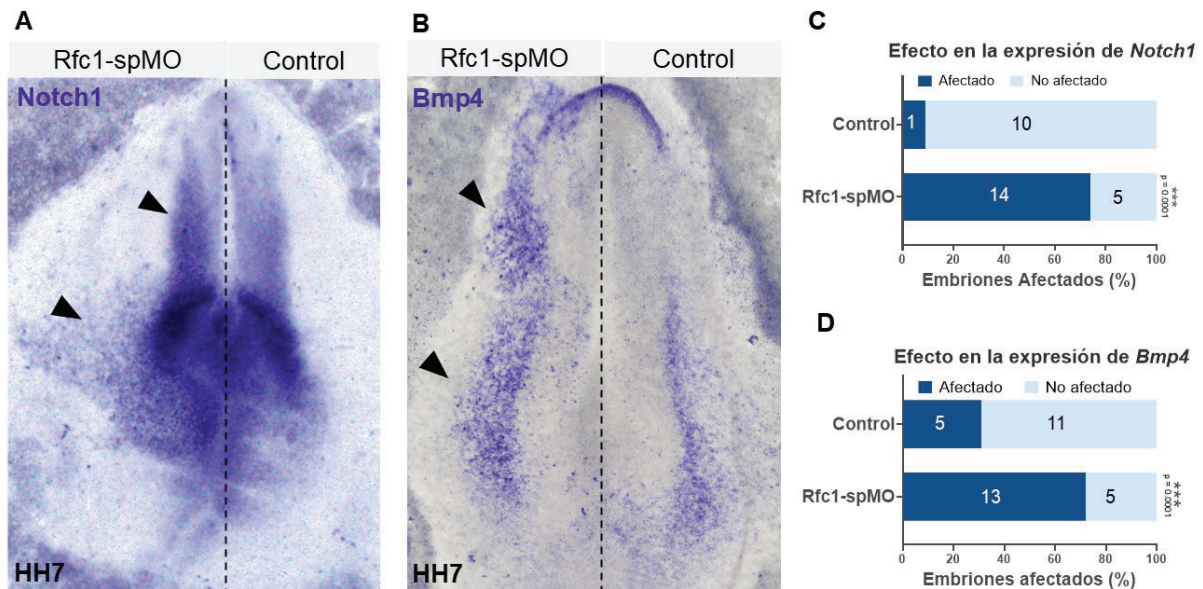 A
Rfc1-spMO
Control
Notch1
HH7
B
Rfc1-spMO
Control
Bmp4
HH7
C
Efecto en la expresión de Notch1
Afectado
No afectado
Control
1
10
Rfc1-spMO
14
5
***
p = 0.0001
0 20 40 60 80 100
Embriones Afectados (%)
D
Efecto en la expresión de Bmp4
Afectado
No afectado
Control
5
11
Rfc1-spMO
13
5
***
p = 0.0001
0 20 40 60 80 100
Embriones afectados (%)